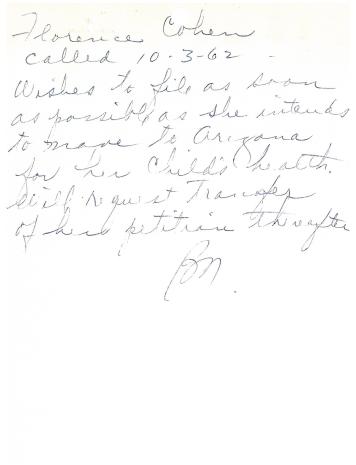 Florence Cohen
called 10-3-62 -
Wishes to file as soon
as possible as she intends
to move to Arizona
for her child's health.
Will request transfer
of her petition thereafter